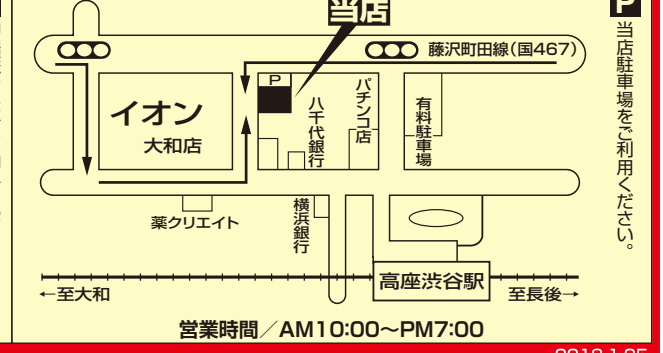 当店
P
当店駐車場をご利用ください。
藤沢町田線(国467)
P
イオン
大和店
八千代銀行
パチンコ店
有料駐車場
薬クリエイト
横浜銀行
高座渋谷駅
←至大和
至長後→
営業時間／AM10:00〜PM7:00